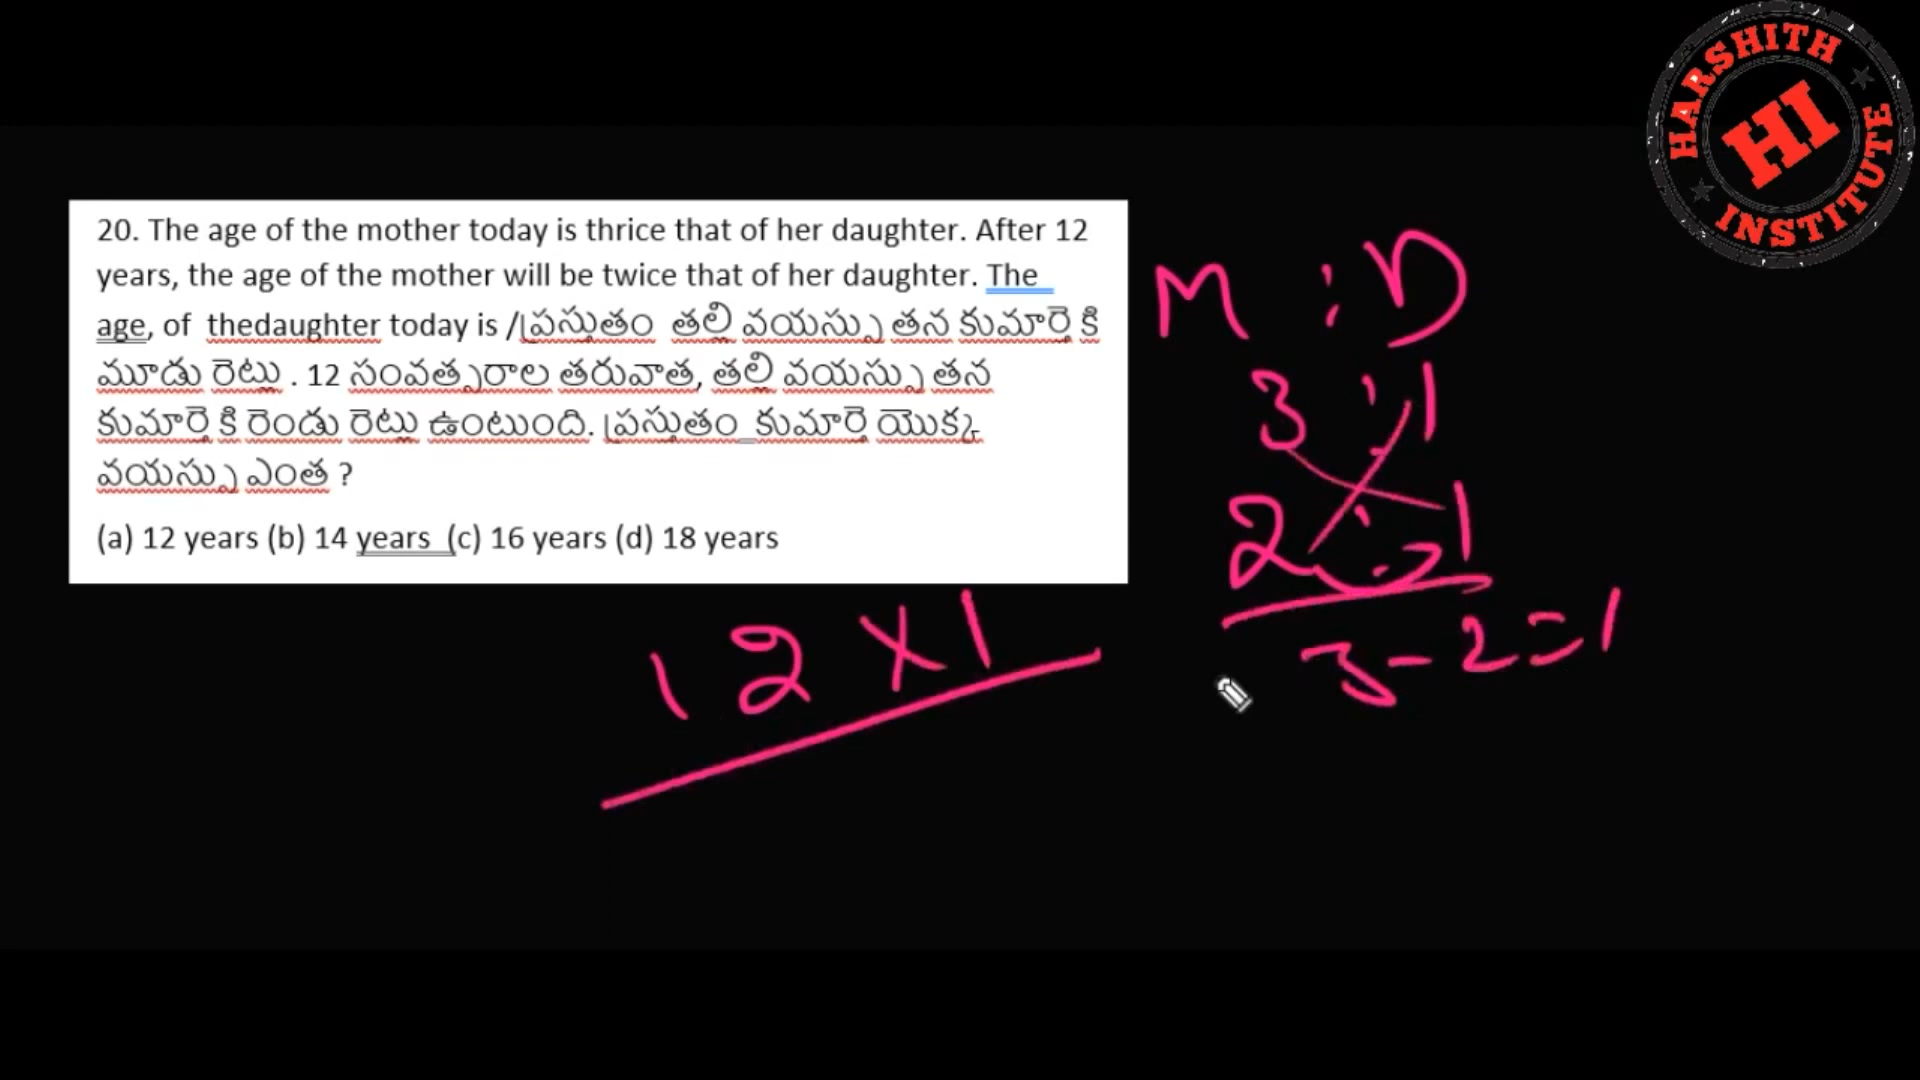 HARSHITH
HI
INSTITUTE
20. The age of the mother today is thrice that of her daughter. After 12
years, the age of the mother will be twice that of her daughter. The
age, of thedaughter today is /ప్రస్తుతం తల్లి వయస్సు తన కుమార్తె కి
మూడు రెట్లు . 12 సంవత్సరాల తరువాత, తల్లి వయస్సు తన
కుమార్తె కి రెండు రెట్లు ఉంటుంది. ప్రస్తుతం కుమార్తె యొక్క
వయస్సు ఎంత ?
(a) 12 years (b) 14 years (c) 16 years (d) 18 years
M : D
3 : 1
2 : 1
3-2=1
12 x 1